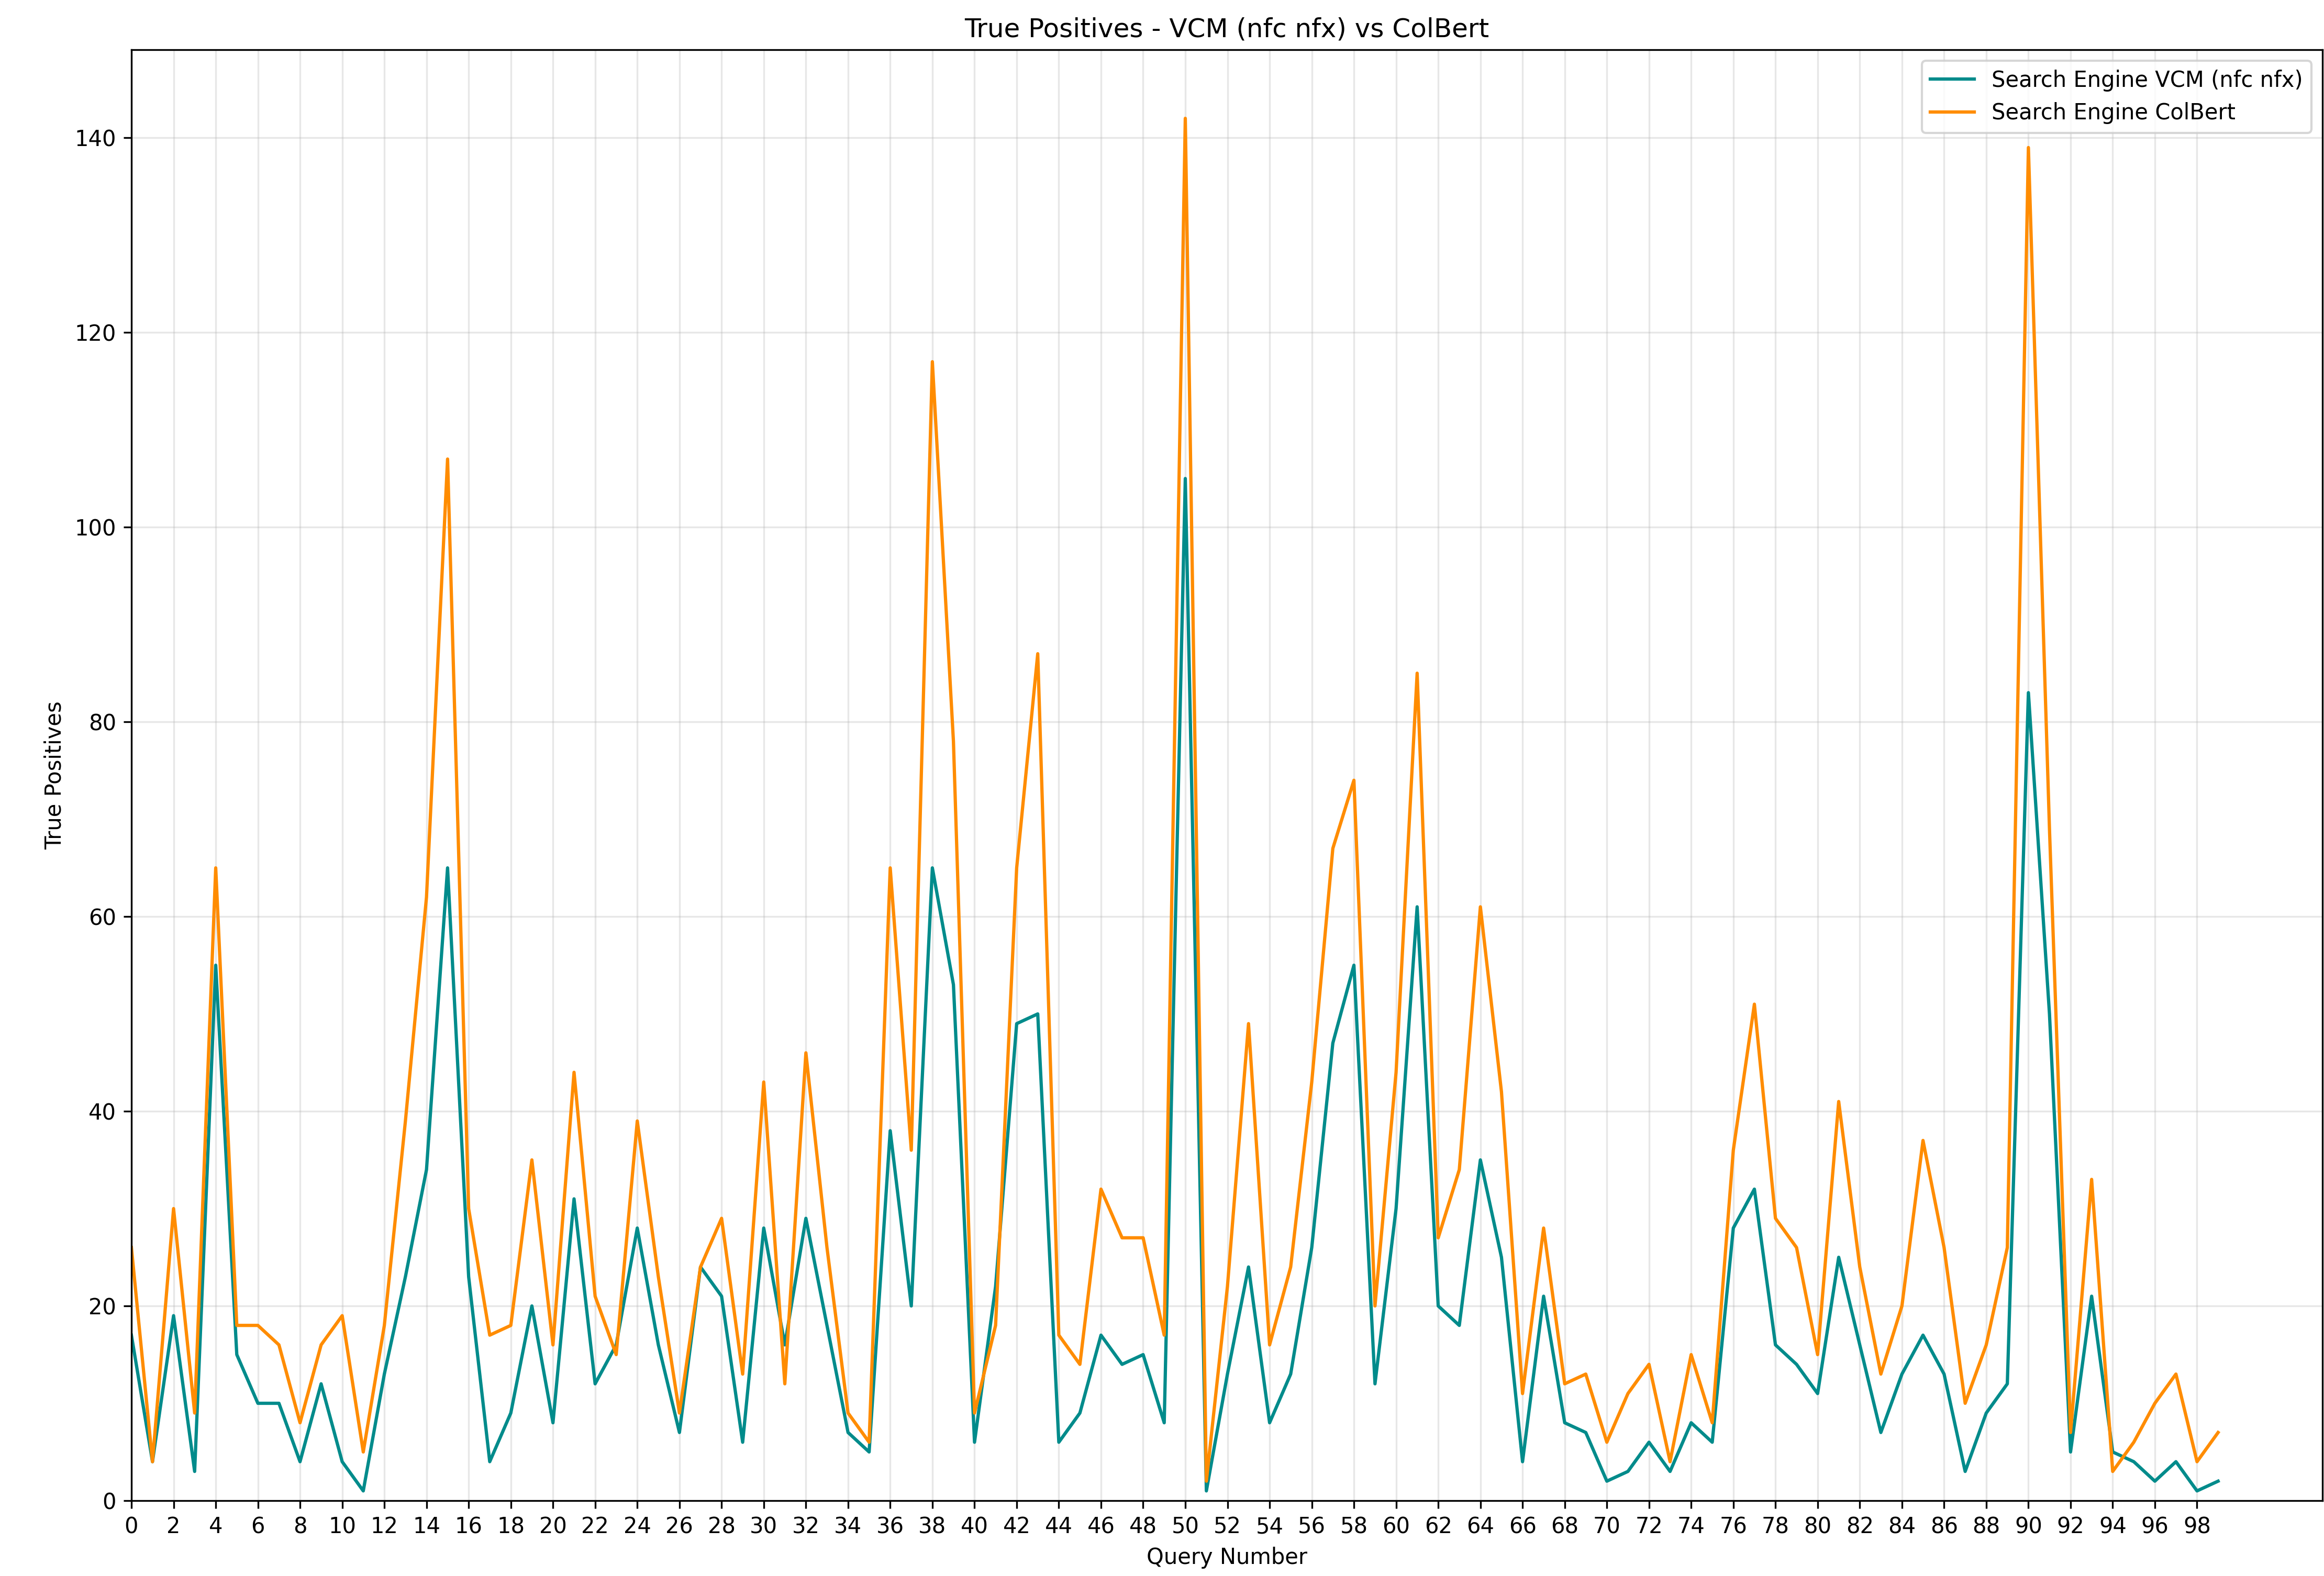 True Positives - VCM (nfc nfx) vs ColBert
Search Engine VCM (nfc nfx)
Search Engine ColBert
140
120
100
80
60
40
20
0
True Positives
0 2 4 6 8 10 12 14 16 18 20 22 24 26 28 30 32 34 36 38 40 42 44 46 48 50 52 54 56 58 60 62 64 66 68 70 72 74 76 78 80 82 84 86 88 90 92 94 96 98
Query Number